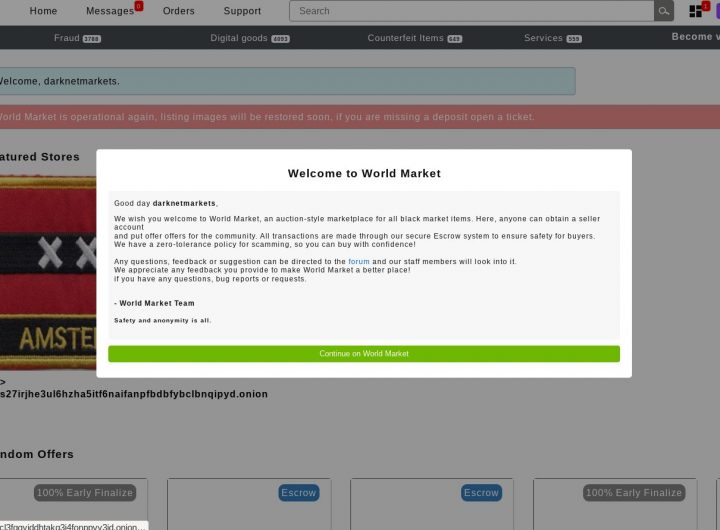 Home Messages 0 Orders Support Search 1
Fraud 3788 Digital goods 4093 Counterfeit Items 649 Services 559 Become v
Welcome, darknetmarkets.
World Market is operational again, listing images will be restored soon, if you are missing a deposit open a ticket.
atured Stores
Welcome to World Market
Good day darknetmarkets,
We wish you welcome to World Market, an auction-style marketplace for all black market items. Here, anyone can obtain a seller
account
and put offer offers for the community. All transactions are made through our secure Escrow system to ensure safety for buyers.
We have a zero-tolerance policy for scamming, so you can buy with confidence!
Any questions, feedback or suggestion can be directed to the forum and our staff members will look into it.
We appreciate any feedback you provide to make World Market a better place!
if you have any questions, bug reports or requests.
- World Market Team
Safety and anonymity is all.
Continue on World Market
XX
AMSTE
>
s27irjhe3ul6hzha5itf6naifanpfbdbfybclbnqipyd.onion
ndom Offers
100% Early Finalize Escrow Escrow 100% Early Finalize